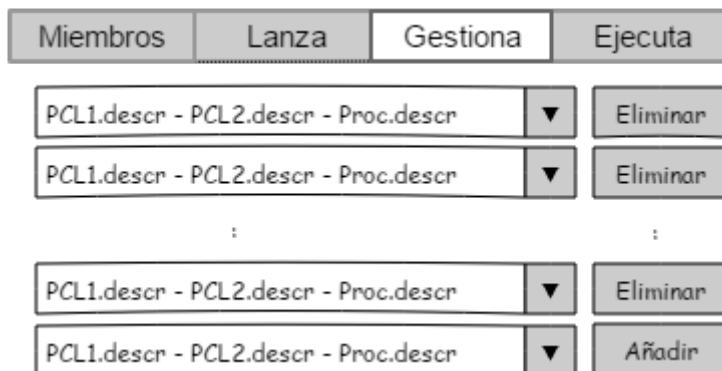 Miembros Lanza Gestiona Ejecuta
PCL1.descr - PCL2.descr - Proc.descr ▼ Eliminar
PCL1.descr - PCL2.descr - Proc.descr ▼ Eliminar
: :
PCL1.descr - PCL2.descr - Proc.descr ▼ Eliminar
PCL1.descr - PCL2.descr - Proc.descr ▼ Añadir